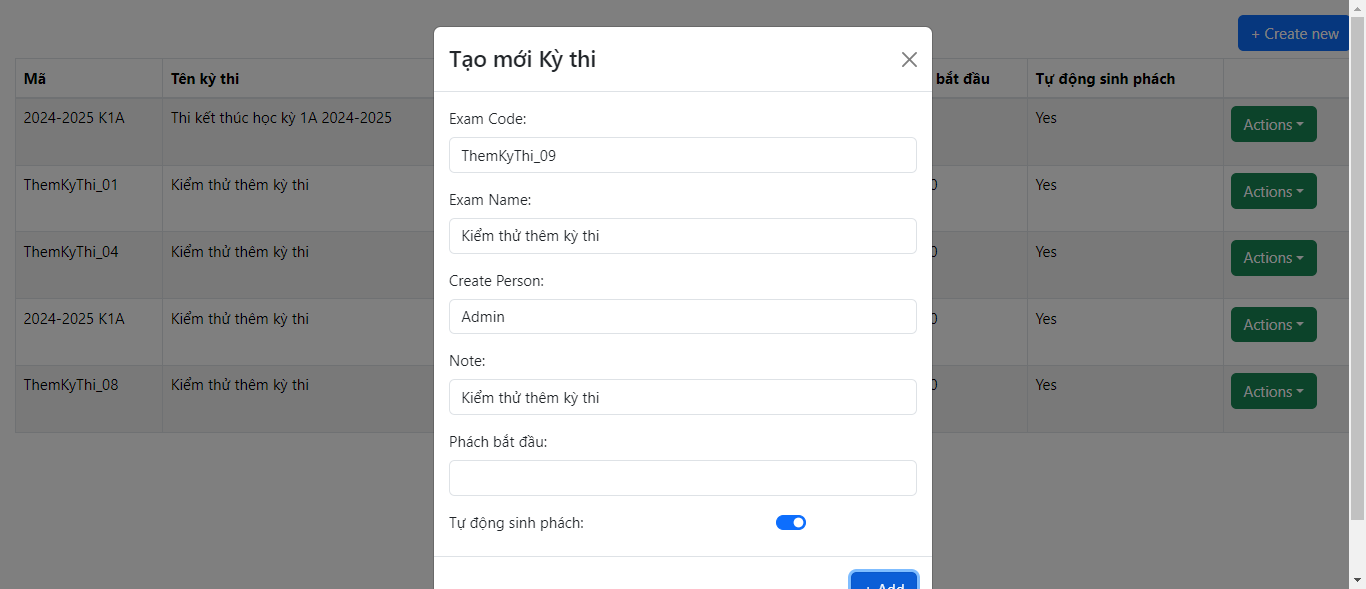 + Create new
Mã Tên kỳ thi bắt đầu Tự động sinh phách
2024-2025 K1A Thi kết thúc học kỳ 1A 2024-2025 Yes Actions
ThemKyThi_01 Kiểm thử thêm kỳ thi 0 Yes Actions
ThemKyThi_04 Kiểm thử thêm kỳ thi 0 Yes Actions
2024-2025 K1A Kiểm thử thêm kỳ thi 0 Yes Actions
ThemKyThi_08 Kiểm thử thêm kỳ thi 0 Yes Actions
Tạo mới Kỳ thi
Exam Code:
ThemKyThi_09
Exam Name:
Kiểm thử thêm kỳ thi
Create Person:
Admin
Note:
Kiểm thử thêm kỳ thi
Phách bắt đầu:
Tự động sinh phách:
+ Add